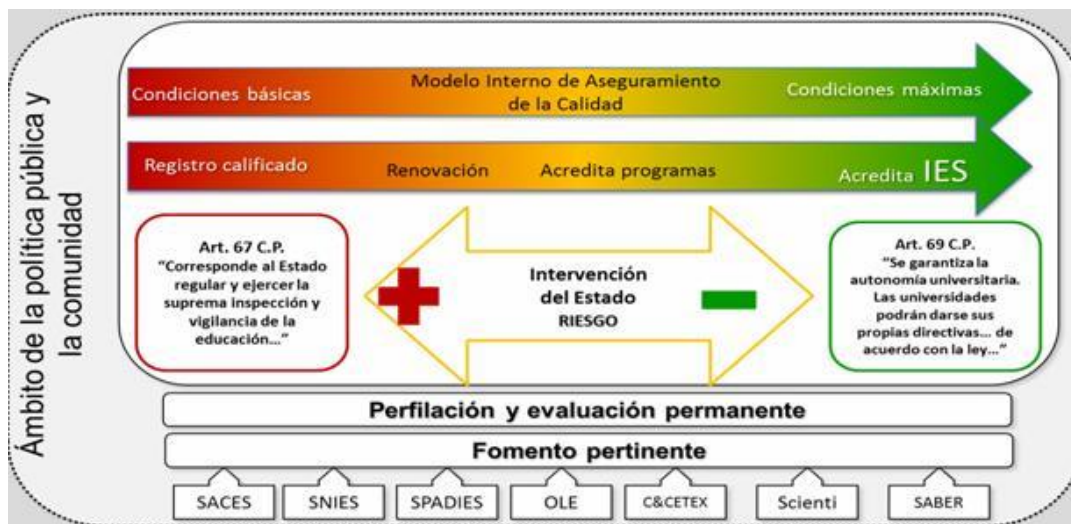 Ámbito de la política pública y
la comunidad
Condiciones básicas
Modelo Interno de Aseguramiento
de la Calidad
Condiciones máximas
Registro calificado
Renovación
Acredita programas
Acredita IES
Art. 67 C.P.
“Corresponde al Estado
regular y ejercer la
suprema inspección y
vigilancia de la
educación…”
Intervención
del Estado
RIESGO
Art. 69 C.P.
“Se garantiza la
autonomía universitaria.
Las universidades
podrán darse sus
propias directivas… de
acuerdo con la ley…”
Perfilación y evaluación permanente
Fomento pertinente
SACES
SNIES
SPADIES
OLE
C&CETEX
Scienti
SABER